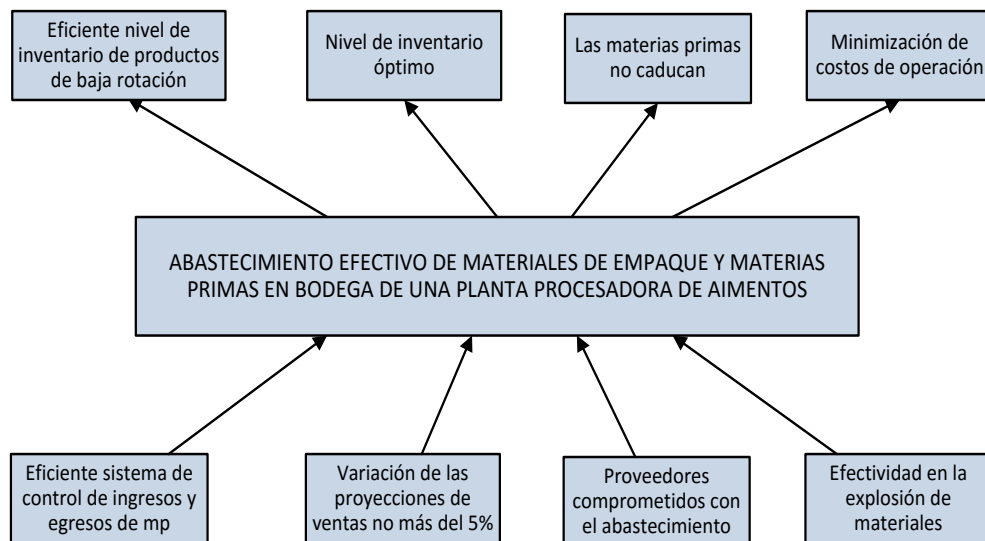 Eficiente nivel de
inventario de productos
de baja rotación
Nivel de inventario
óptimo
Las materias primas
no caducan
Minimización de
costos de operación
ABASTECIMIENTO EFECTIVO DE MATERIALES DE EMPAQUE Y MATERIAS
PRIMAS EN BODEGA DE UNA PLANTA PROCESADORA DE AIMENTOS
Eficiente sistema de
control de ingresos y
egresos de mp
Variación de las
proyecciones de
ventas no más del 5%
Proveedores
comprometidos con
el abastecimiento
Efectividad en la
explosión de
materiales